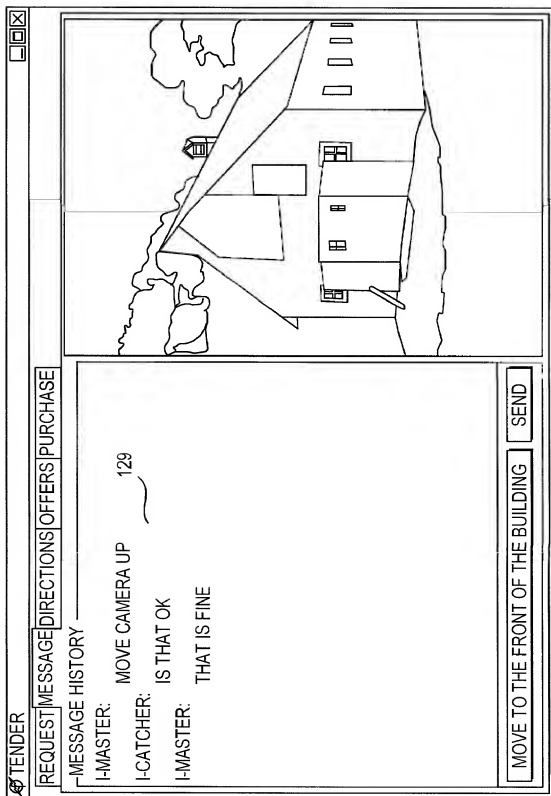 TENDER
REQUEST MESSAGE DIRECTIONS OFFERS PURCHASE
MESSAGE HISTORY
I-MASTER:
MOVE CAMERA UP
129
I-CATCHER:
IS THAT OK
I-MASTER:
THAT IS FINE
MOVE TO THE FRONT OF THE BUILDING SEND